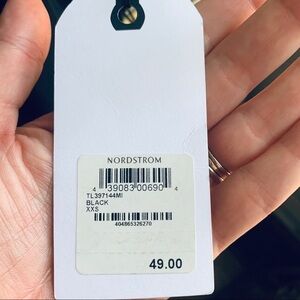 NORDSTROM
4 39083 00690 4
TL397144MI
BLACK
XXS
404865326270
49.00